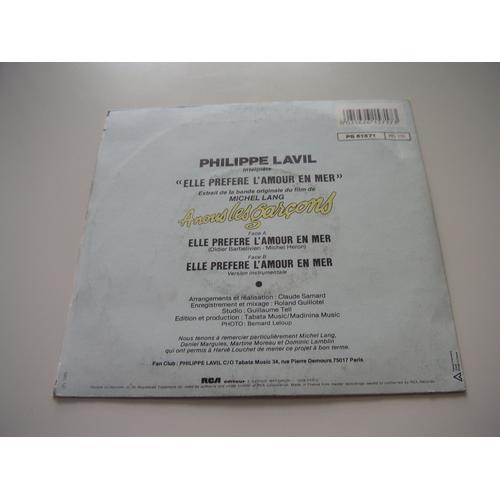 PB 61571
PHILIPPE LAVIL
interprète
« ELLE PREFERE L'AMOUR EN MER »
Extrait de la bande originale du film de
MICHEL LANG
A nous les garçons
Face A
ELLE PREFERE L'AMOUR EN MER
(Didier Barbelivien - Michel Héron)
Face B
ELLE PREFERE L'AMOUR EN MER
Version instrumentale
Arrangements et réalisation : Claude Samard
Enregistrement et mixage : Roland Guillotel
Studio : Guillaume Tell
Edition et production : Tabata Music/Madinina Music
PHOTO: Bernard Leloup
Nous tenons à remercier particulièrement Michel Lang,
Daniel Margules, Martine Moreau et Dominic Lamblin
qui ont permis à Hervé Louchet de mener ce projet à bon terme.
Fan Club : PHILIPPE LAVIL C/O Tabata Music 34, rue Pierre Demours 75017 Paris.
RCA éditeur